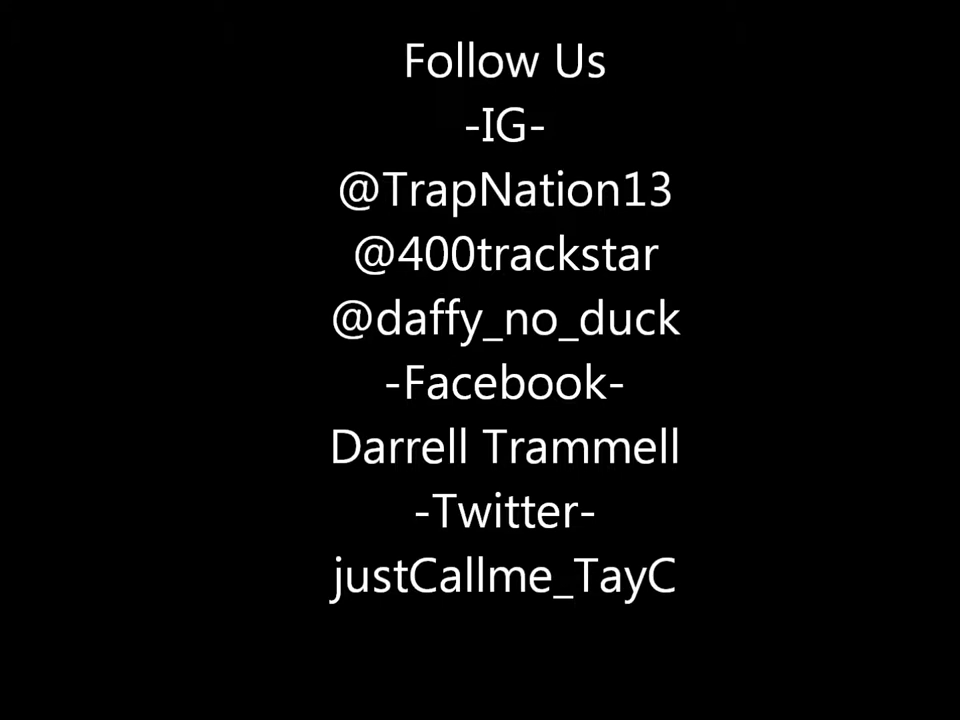 Follow Us
-IG-
@TrapNation13
@400trackstar
@daffy_no_duck
-Facebook-
Darrell Trammell
-Twitter-
justCallme_TayC